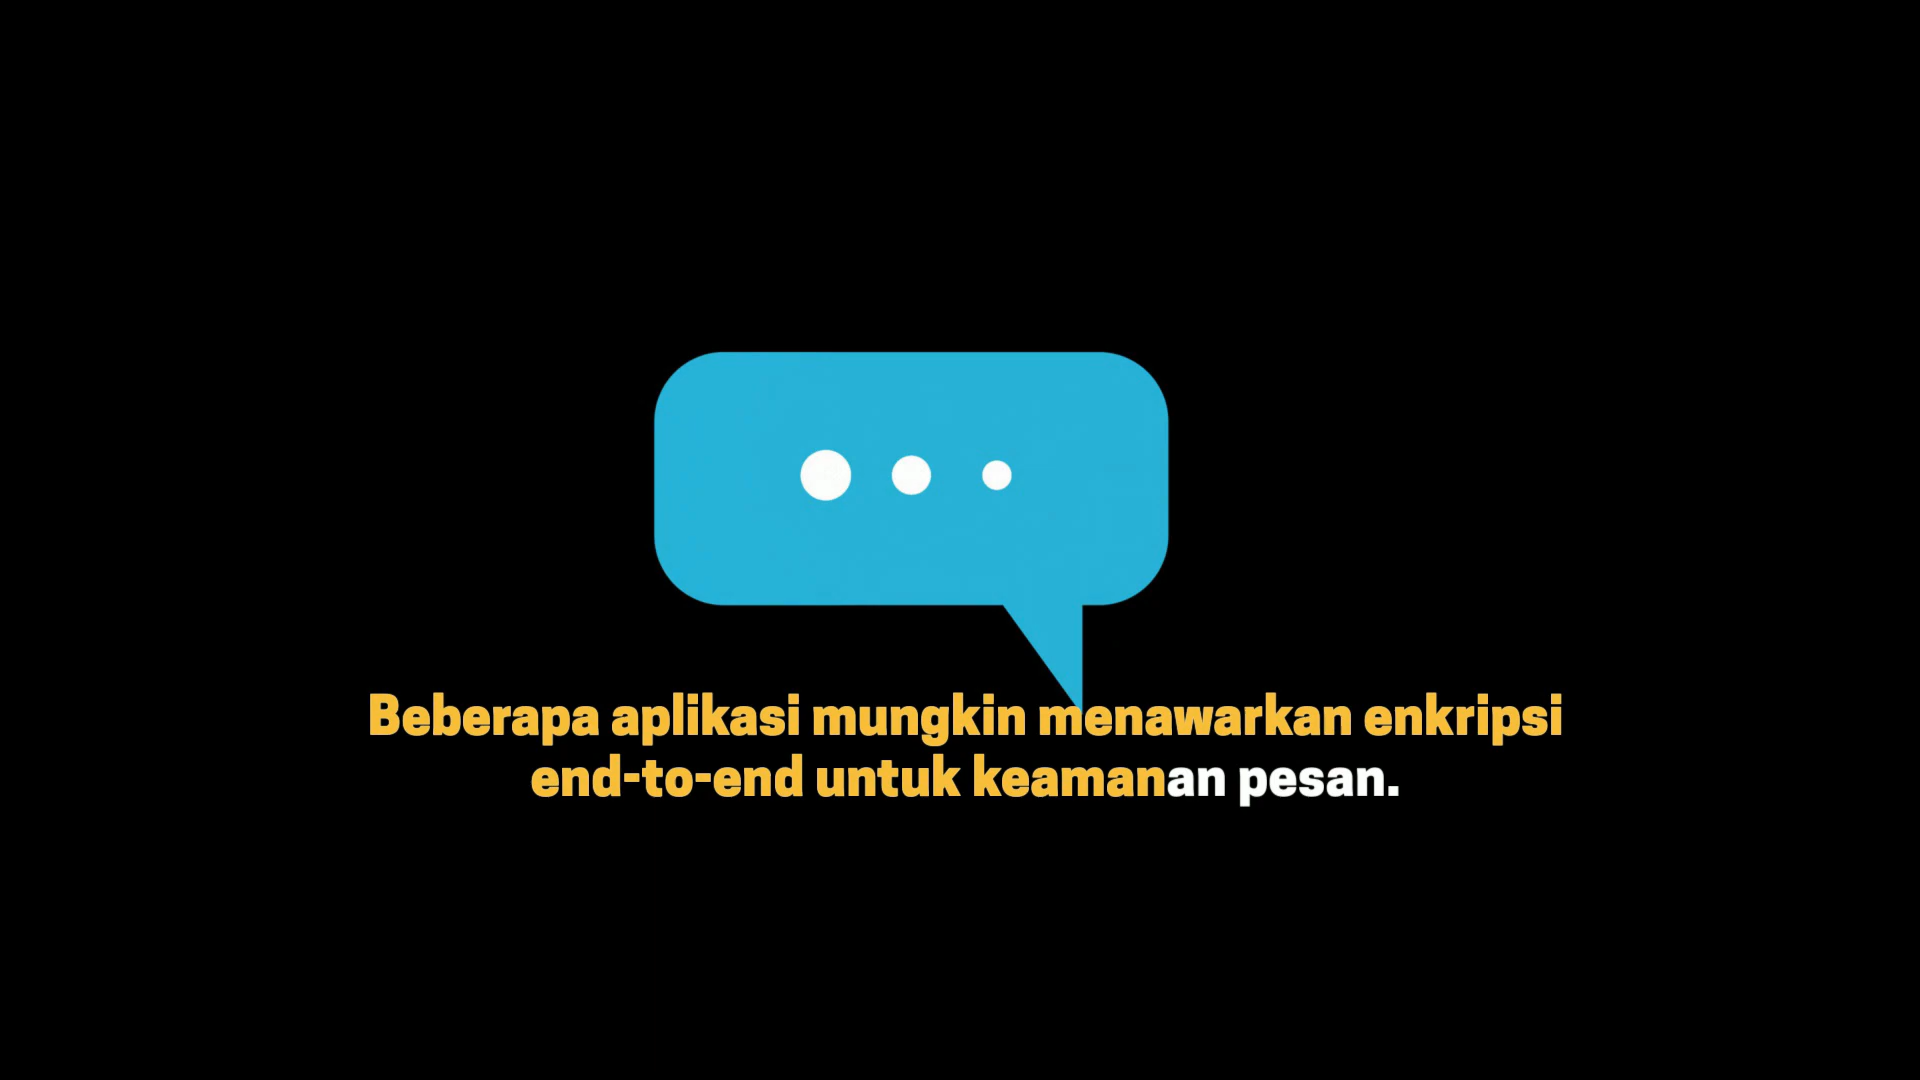 Beberapa aplikasi mungkin menawarkan enkripsi
end-to-end untuk keamanan pesan.